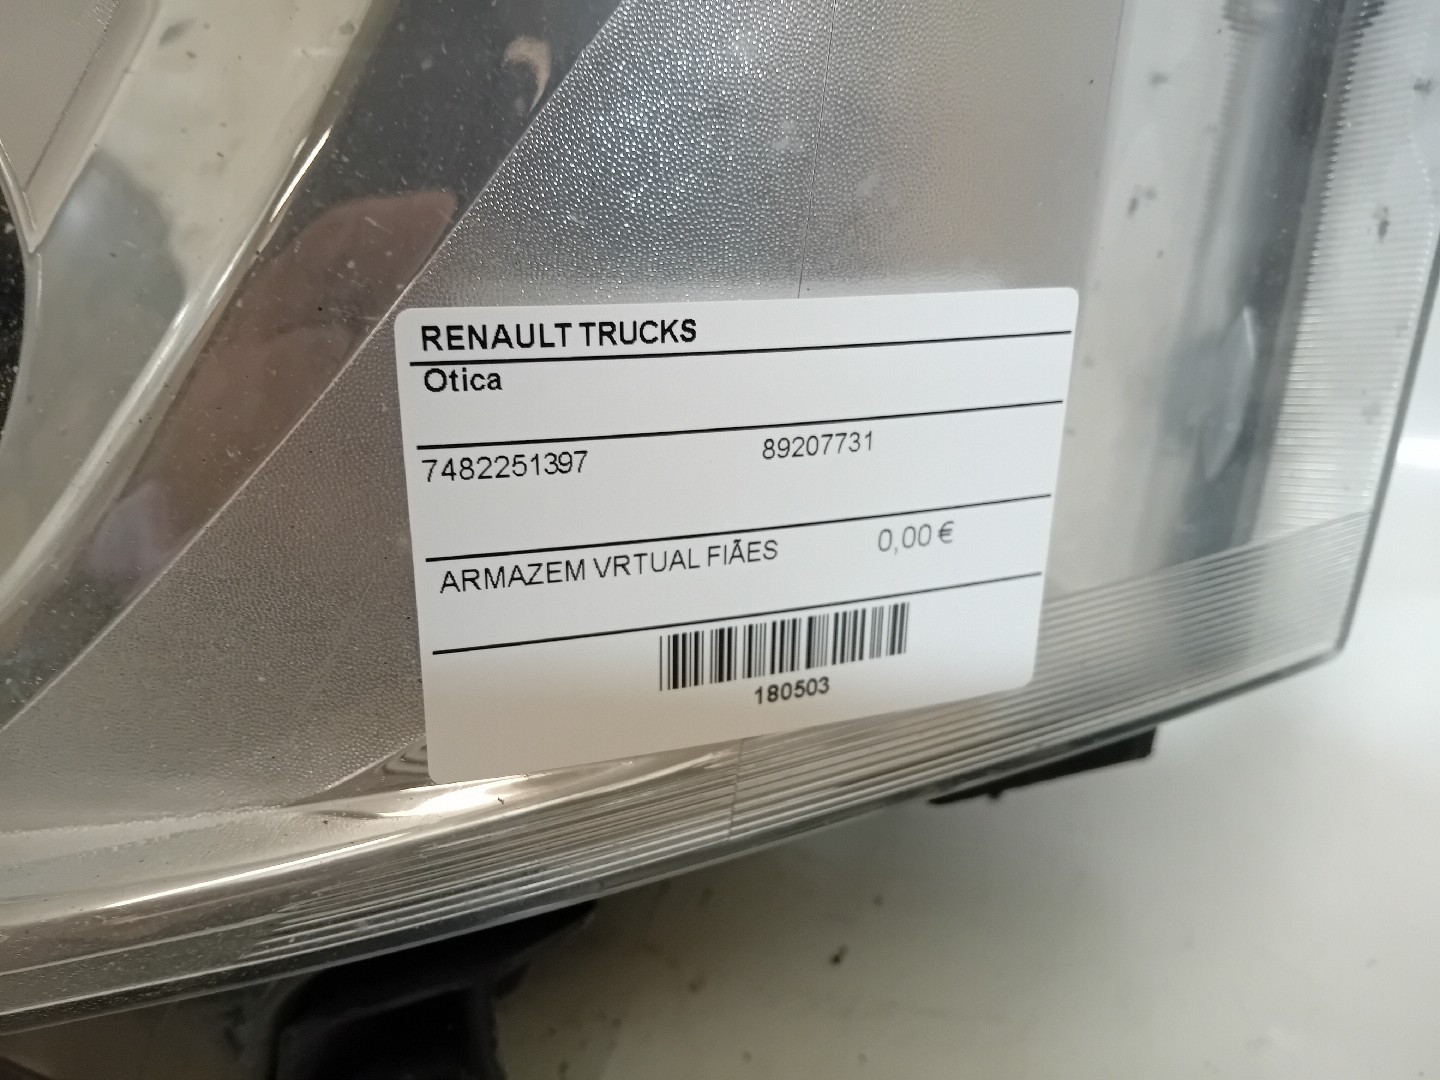 RENAULT TRUCKS
Otica
7482251397 89207731
ARMAZEM VRTUAL FIÃES 0,00 €
180503